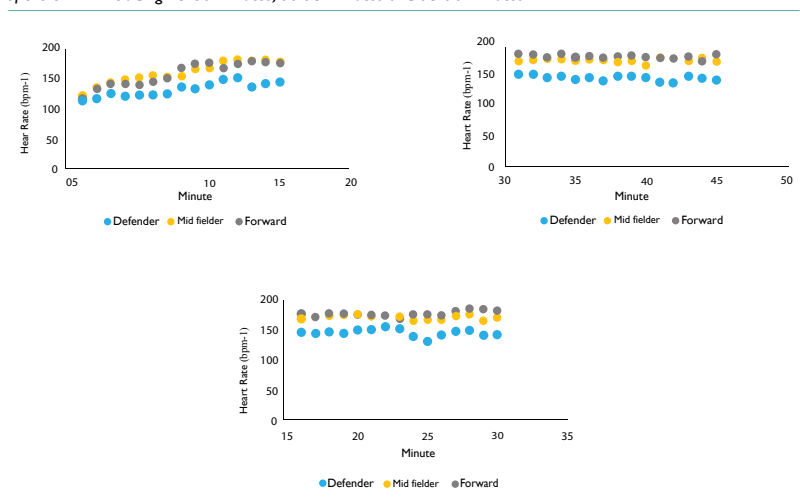 200
150
100
50
0
Hear Rate (bpm-1)
05 10 15 20
Minute
Defender Mid fielder Forward
200
150
100
50
0
Heart Rate (bpm-1)
30 35 40 45 50
Minute
Defender Mid fielder Forward
200
150
100
50
0
Heart Rate (bpm-1)
15 20 25 30 35
Minute
Defender Mid fielder Forward